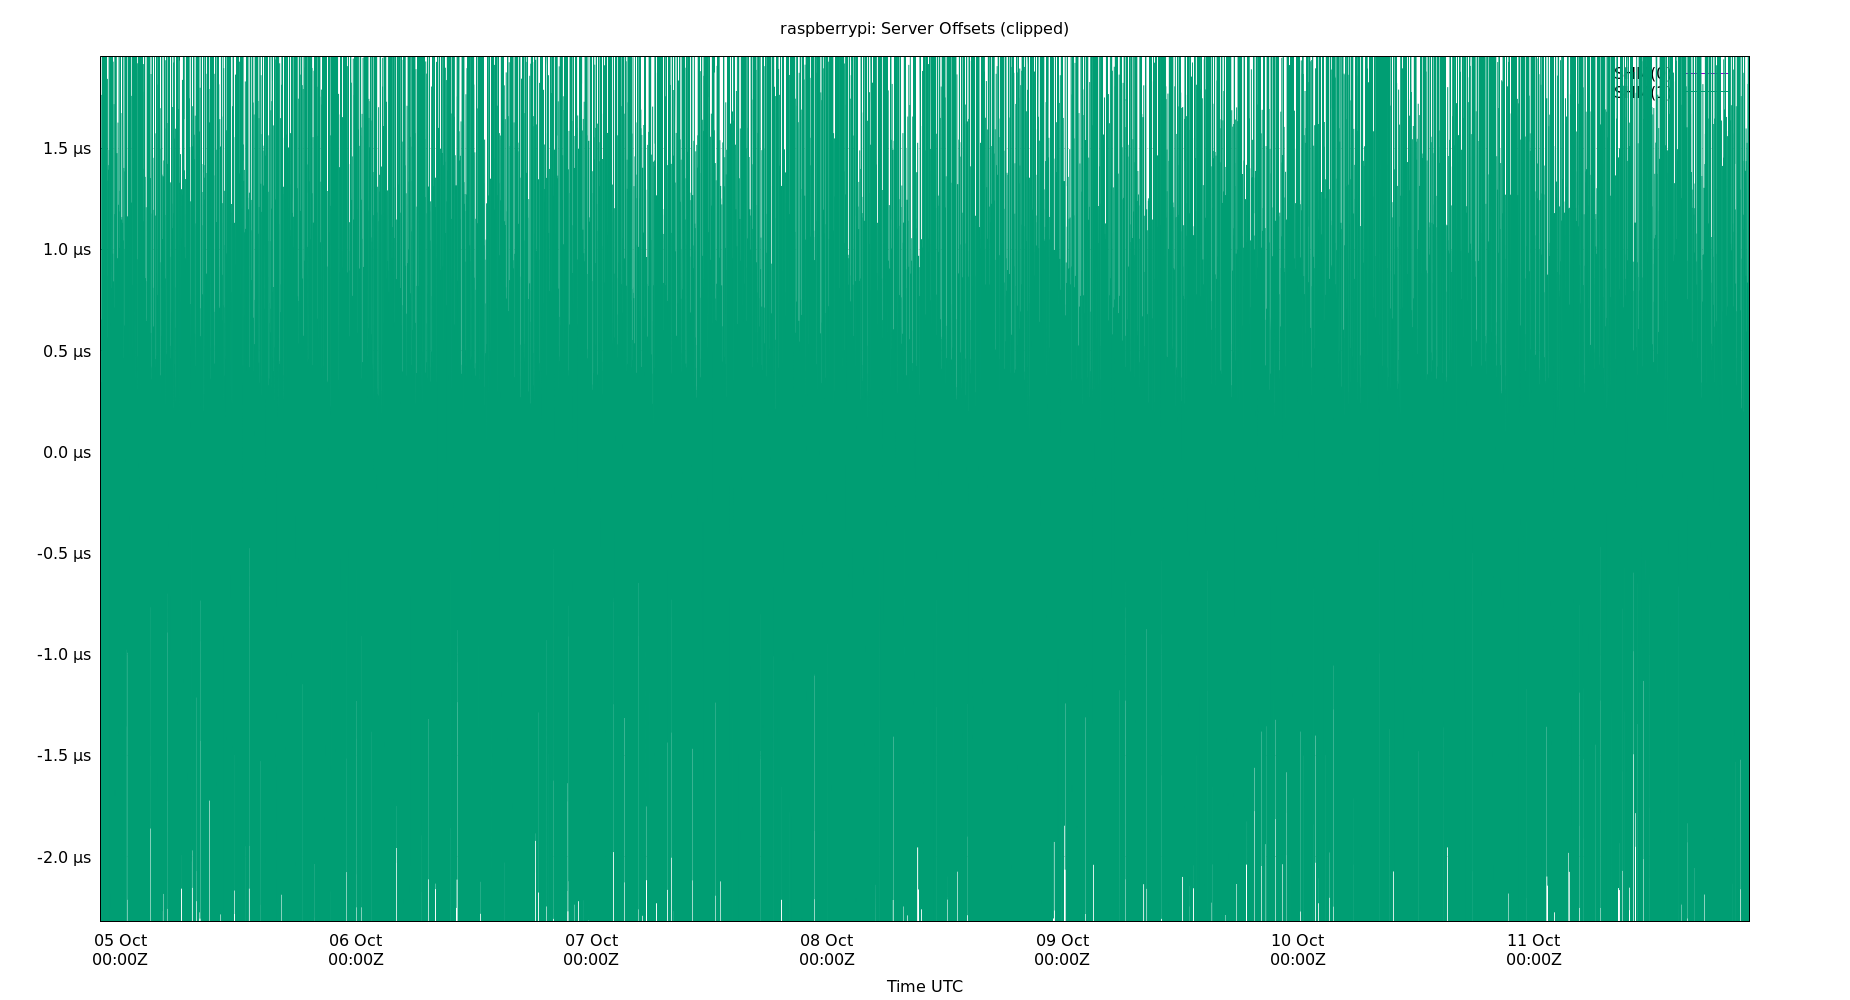 raspberrypi: Server Offsets (clipped)
1.5 µs
1.0 µs
0.5 µs
0.0 µs
-0.5 µs
-1.0 µs
-1.5 µs
-2.0 µs
05 Oct
00:00Z
06 Oct
00:00Z
07 Oct
00:00Z
08 Oct
00:00Z
09 Oct
00:00Z
10 Oct
00:00Z
11 Oct
00:00Z
Time UTC